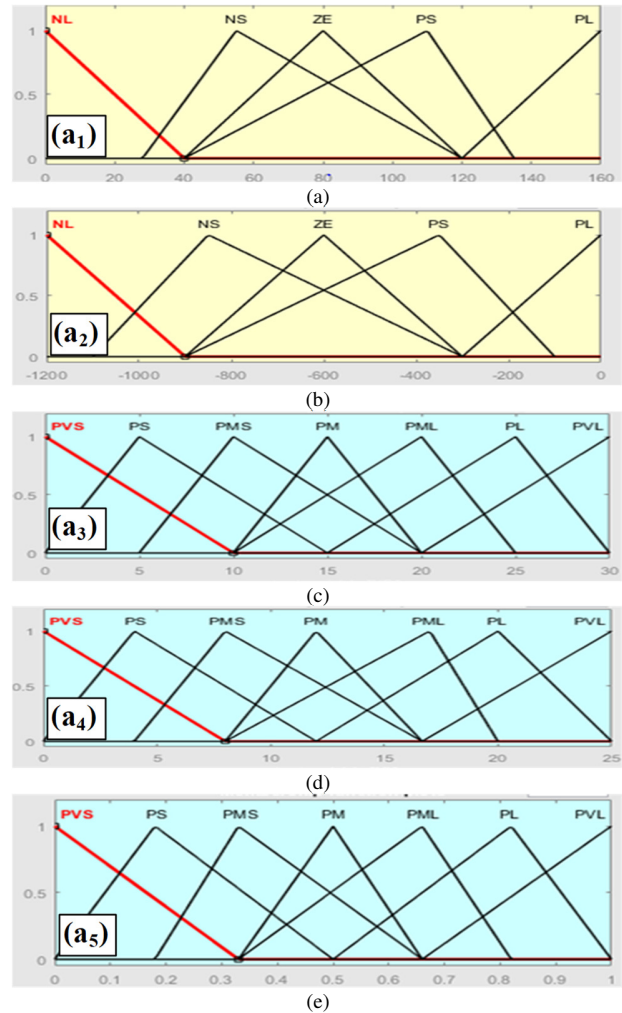 NL NS ZE PS PL
1
0.5
0
(a1)
0 20 40 60 80 100 120 140 160
(a)
NL NS ZE PS PL
1
0.5
0
(a2)
-1200 -1000 -800 -600 -400 -200 0
(b)
PVS PS PMS PM PML PL PVL
1
0.5
0
(a3)
0 5 10 15 20 25 30
(c)
PVS PS PMS PM PML PL PVL
1
0.5
0
(a4)
0 5 10 15 20 25
(d)
PVS PS PMS PM PML PL PVL
1
0.5
0
(a5)
0 0.1 0.2 0.3 0.4 0.5 0.6 0.7 0.8 0.9 1
(e)